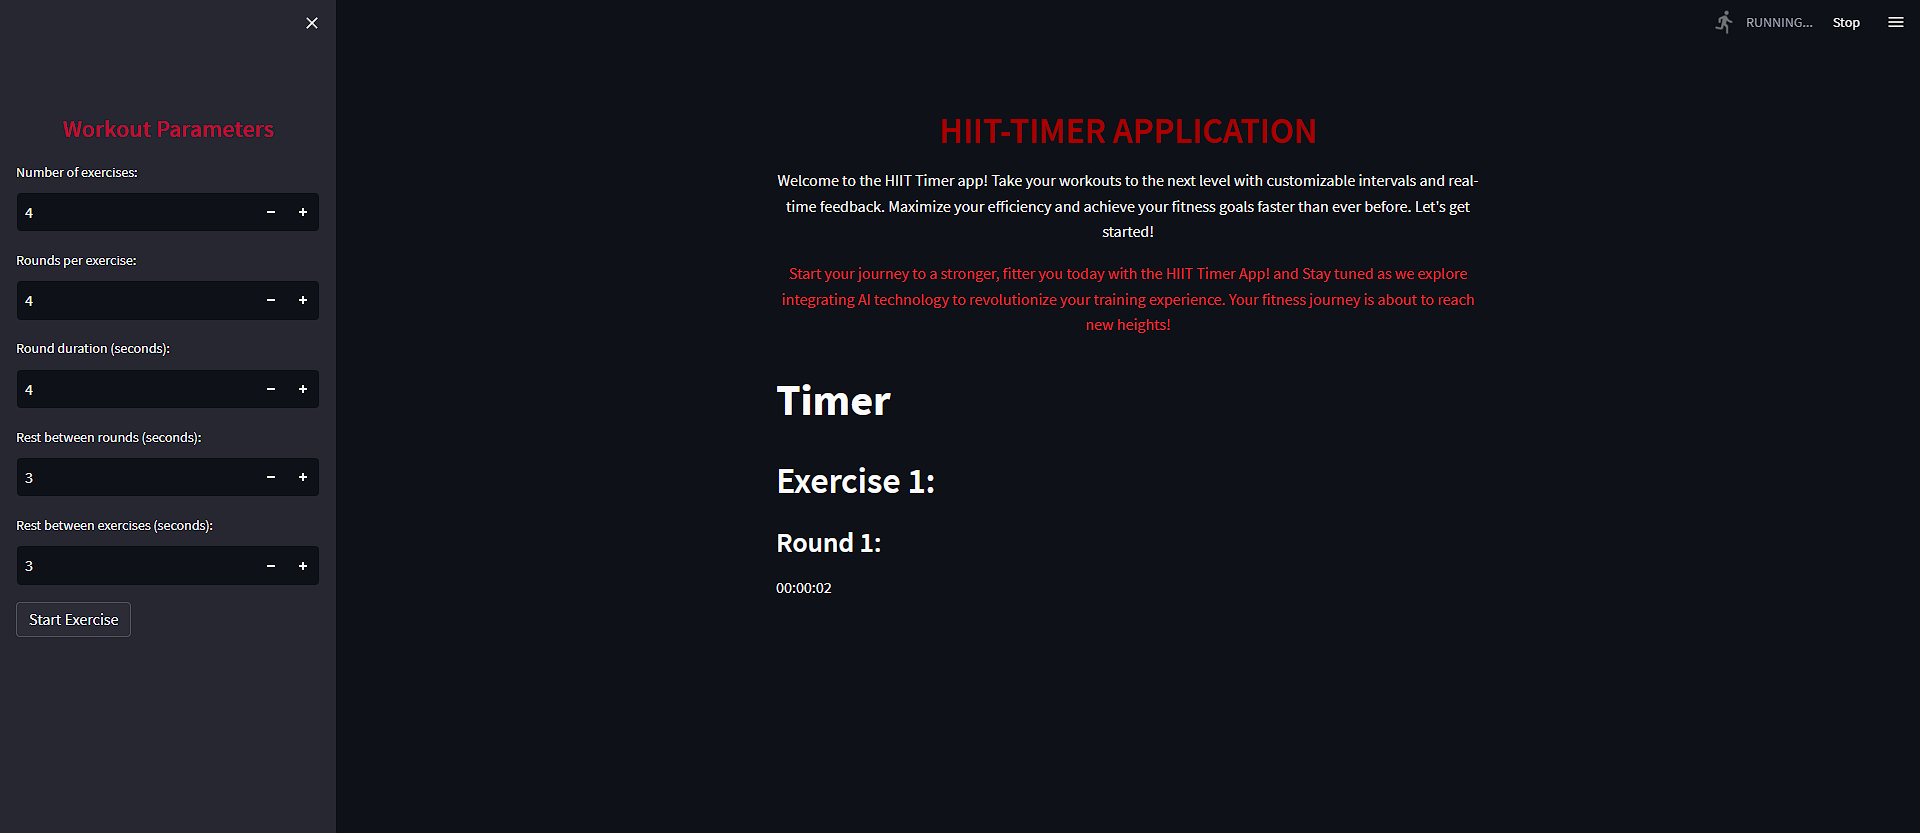 Workout Parameters
Number of exercises:
4
Rounds per exercise:
4
Round duration (seconds):
4
Rest between rounds (seconds):
3
Rest between exercises (seconds):
3
Start Exercise
RUNNING...
Stop
HIIT-TIMER APPLICATION
Welcome to the HIIT Timer app! Take your workouts to the next level with customizable intervals and real-
time feedback. Maximize your efficiency and achieve your fitness goals faster than ever before. Let's get
started!
Start your journey to a stronger, fitter you today with the HIIT Timer App! and Stay tuned as we explore
integrating AI technology to revolutionize your training experience. Your fitness journey is about to reach
new heights!
Timer
Exercise 1:
Round 1:
00:00:02